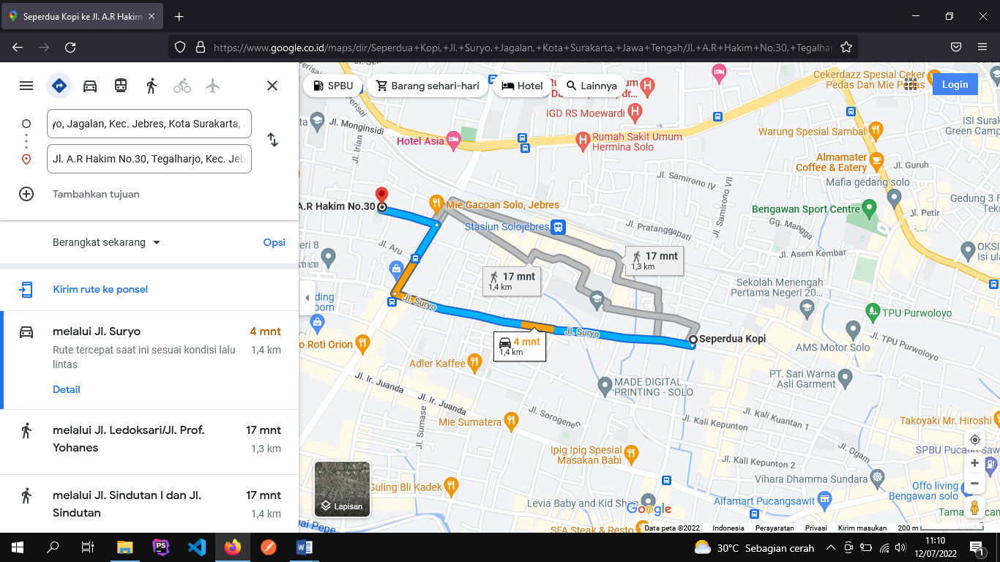 Seperdua Kopi ke Jl. A.R Hakim
https://www.google.co.id/maps/dir/Seperdua+Kopi,+Jl.+Suryo,+Jagalan,+Kota+Surakarta,+Jawa+Tengah/Jl.+A.R+Hakim+No.30,+Tegalharj
yo, Jagalan, Kec. Jebres, Kota Surakarta,
Jl. A.R Hakim No.30, Tegalharjo, Kec. Jeb
Tambahkan tujuan
Berangkat sekarang
Opsi
Kirim rute ke ponsel
melalui Jl. Suryo
4 mnt
Rute tercepat saat ini sesuai kondisi lalu
lintas
1,4 km
Detail
melalui Jl. Ledoksari/Jl. Prof.
Yohanes
17 mnt
1,3 km
melalui Jl. Sindutan I dan Jl.
Sindutan
17 mnt
1,4 km
SPBU
Barang sehari-hari
Hotel
Lainnya
Login
Cekerdazz Spesial Ceker
Pedas Dan Mie Pedas
IGD RS Moewardi
Jl. Monginsidi
Jl. Irian
Hotel Asia
Rumah Sakit Umum
Hermina Solo
Warung Spesial Sambal
ISI Surak
Green Camp
Almamater
Coffee & Eatery
Jl. Guruh
Jl. Samirono IV
Jl. Samirono VII
Mafia gedang solo
Gedung 3 F
A.R Hakim No.30
Mie Gacoan Solo, Jebres
Bengawan Sport Centre
Jl. Petir
Stasiun Solojebres
Jl. Pratanggapati
Gg. Mangga
Jl. Aru
Jl. Asem Kembar
OKSI
Isi ula
17 mnt
1,3 km
17 mnt
1,4 km
Sekolah Menengah
Pertama Negeri 20...
Jl. Suryo
TPU Purwoloyo
Jl. Suryo
4 mnt
1,4 km
Seperdua Kopi
o Roti Orion
AMS Motor Solo
Jl. TPU Purwoloyo
Adler Kaffee
PT. Sari Warna
Asli Garment
Jl. Ir. Juanda
MADE DIGITAL
PRINTING - SOLO
Jl. Ir. Juanda
Jl. Sumase
Mie Sumatera
Jl. Sorogenen
Jl. Kali Kepunton
Jl. Kali Kuantan 1
Takoyaki Mr. Hiroshi
Ipig Ipig Spesial
Masakan Babi
Jl. Ogam
SPBU Pucang Saw
Jl. Kali Kepunton 2
Vihara Dhamma Sundara
Guling Bli Kadek
Offo living
Bengawan solo
Levia Baby and Kid Sho
Alfamart Pucangsawit
Google
SFA Steak & Resto
Lapisan
Data peta ©2022
Indonesia
Persyaratan
Privasi
Kirim masukan
200 m
30°C Sebagian cerah
11:10
12/07/2022
1